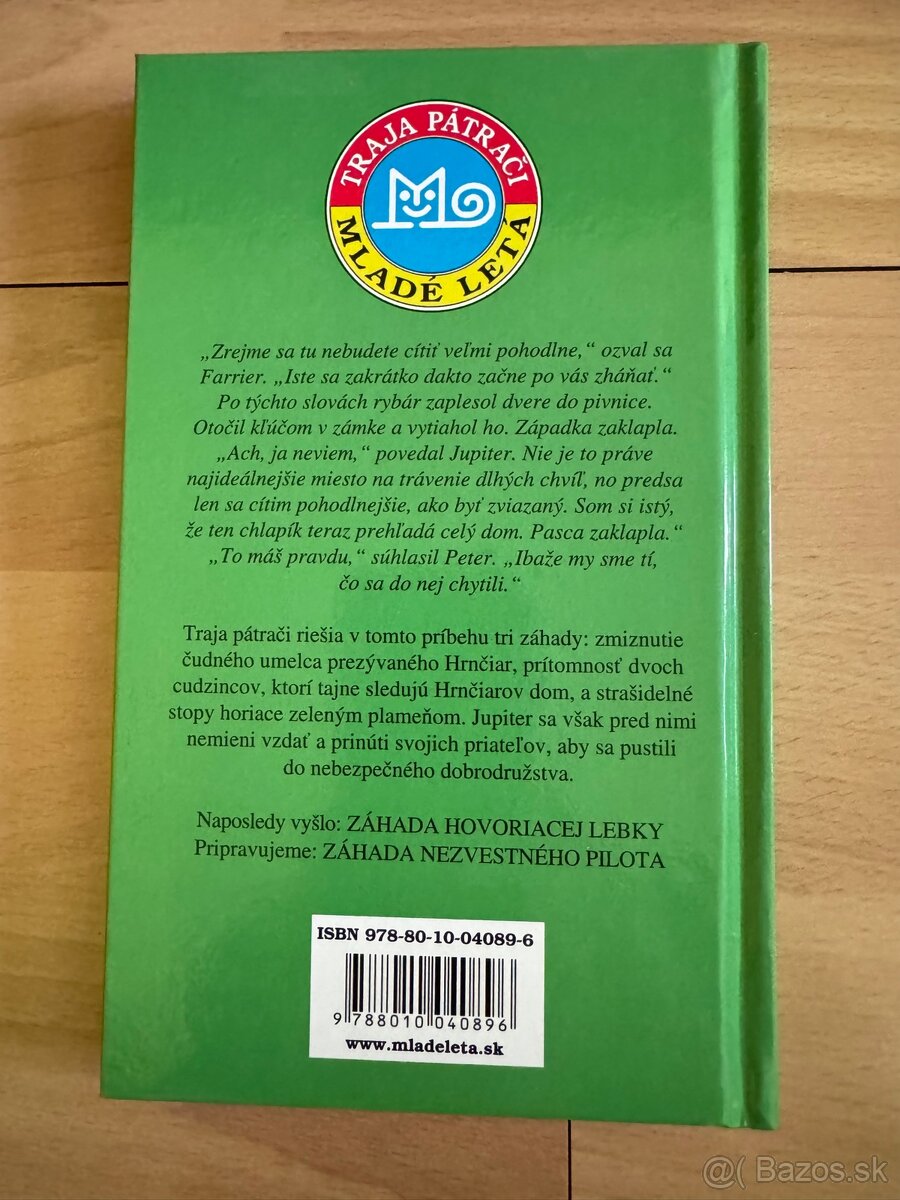 TRAJA PÁTRAČI
MLADÉ LETÁ
„Zrejme sa tu nebudete cítiť veľmi pohodlne,“ ozval sa
Farrier. „Iste sa zakrátko dakto začne po vás zháňať.“
Po týchto slovách rybár zaplesol dvere do pivnice.
Otočil kľúčom v zámke a vytiahol ho. Západka zaklapla.
„Ach, ja neviem,“ povedal Jupiter. Nie je to práve
najideálnejšie miesto na trávenie dlhých chvíľ, no predsa
len sa cítim pohodlnejšie, ako byť zviazaný. Som si istý,
že ten chlapík teraz prehľadá celý dom. Pasca zaklapla.“
„To máš pravdu,“ súhlasil Peter. „Ibaže my sme tí,
čo sa do nej chytili.“
Traja pátrači riešia v tomto príbehu tri záhady: zmiznutie
čudného umelca prezývaného Hrnčiar, prítomnosť dvoch
cudzincov, ktorí tajne sledujú Hrnčiarov dom, a strašidelné
stopy horiace zeleným plameňom. Jupiter sa však pred nimi
nemieni vzdať a prinúti svojich priateľov, aby sa pustili
do nebezpečného dobrodružstva.
Naposledy vyšlo: ZÁHADA HOVORIACEJ LEBKY
Pripravujeme: ZÁHADA NEZVESTNÉHO PILOTA
ISBN 978-80-10-04089-6
9 788010 040896
www.mladeleta.sk
@( Bazos.sk